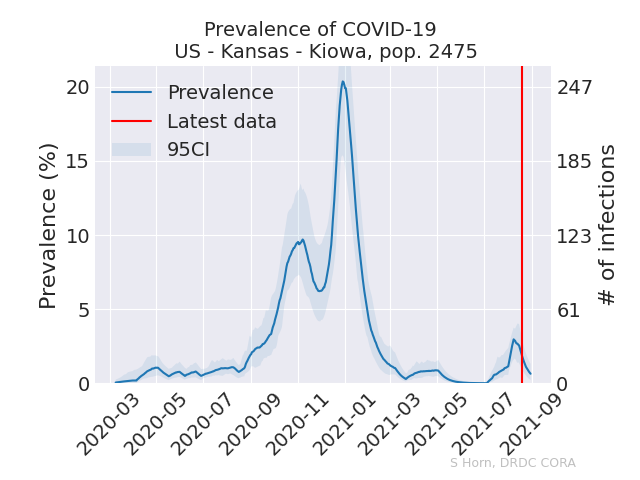 Prevalence of COVID-19
US - Kansas - Kiowa, pop. 2475
Prevalence
Latest data
95CI
Prevalence (%)
20
15
10
5
0
247
185
123
61
0
# of infections
2020-03
2020-05
2020-07
2020-09
2020-11
2021-01
2021-03
2021-05
2021-07
2021-09
S Horn, DRDC CORA